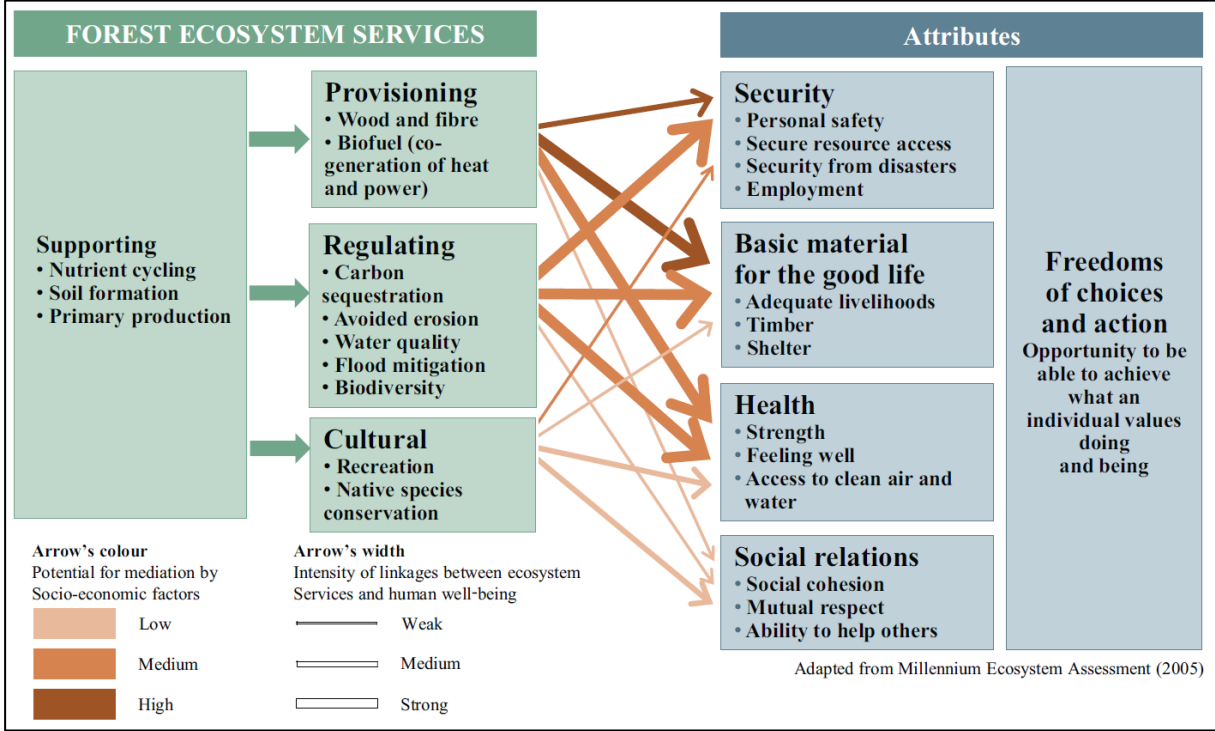 FOREST ECOSYSTEM SERVICES
Supporting
• Nutrient cycling
• Soil formation
• Primary production
Provisioning
• Wood and fibre
• Biofuel (co-
generation of heat
and power)
Regulating
• Carbon
sequestration
• Avoided erosion
• Water quality
• Flood mitigation
• Biodiversity
Cultural
• Recreation
• Native species
conservation
Attributes
Security
• Personal safety
• Secure resource access
• Security from disasters
• Employment
Basic material
for the good life
• Adequate livelihoods
• Timber
• Shelter
Health
• Strength
• Feeling well
• Access to clean air and
water
Social relations
• Social cohesion
• Mutual respect
• Ability to help others
Freedoms
of choices
and action
Opportunity to be
able to achieve
what an
individual values
doing
and being
Arrow's colour
Potential for mediation by
Socio-economic factors
Low
Medium
High
Arrow's width
Intensity of linkages between ecosystem
Services and human well-being
Weak
Medium
Strong
Adapted from Millennium Ecosystem Assessment (2005)